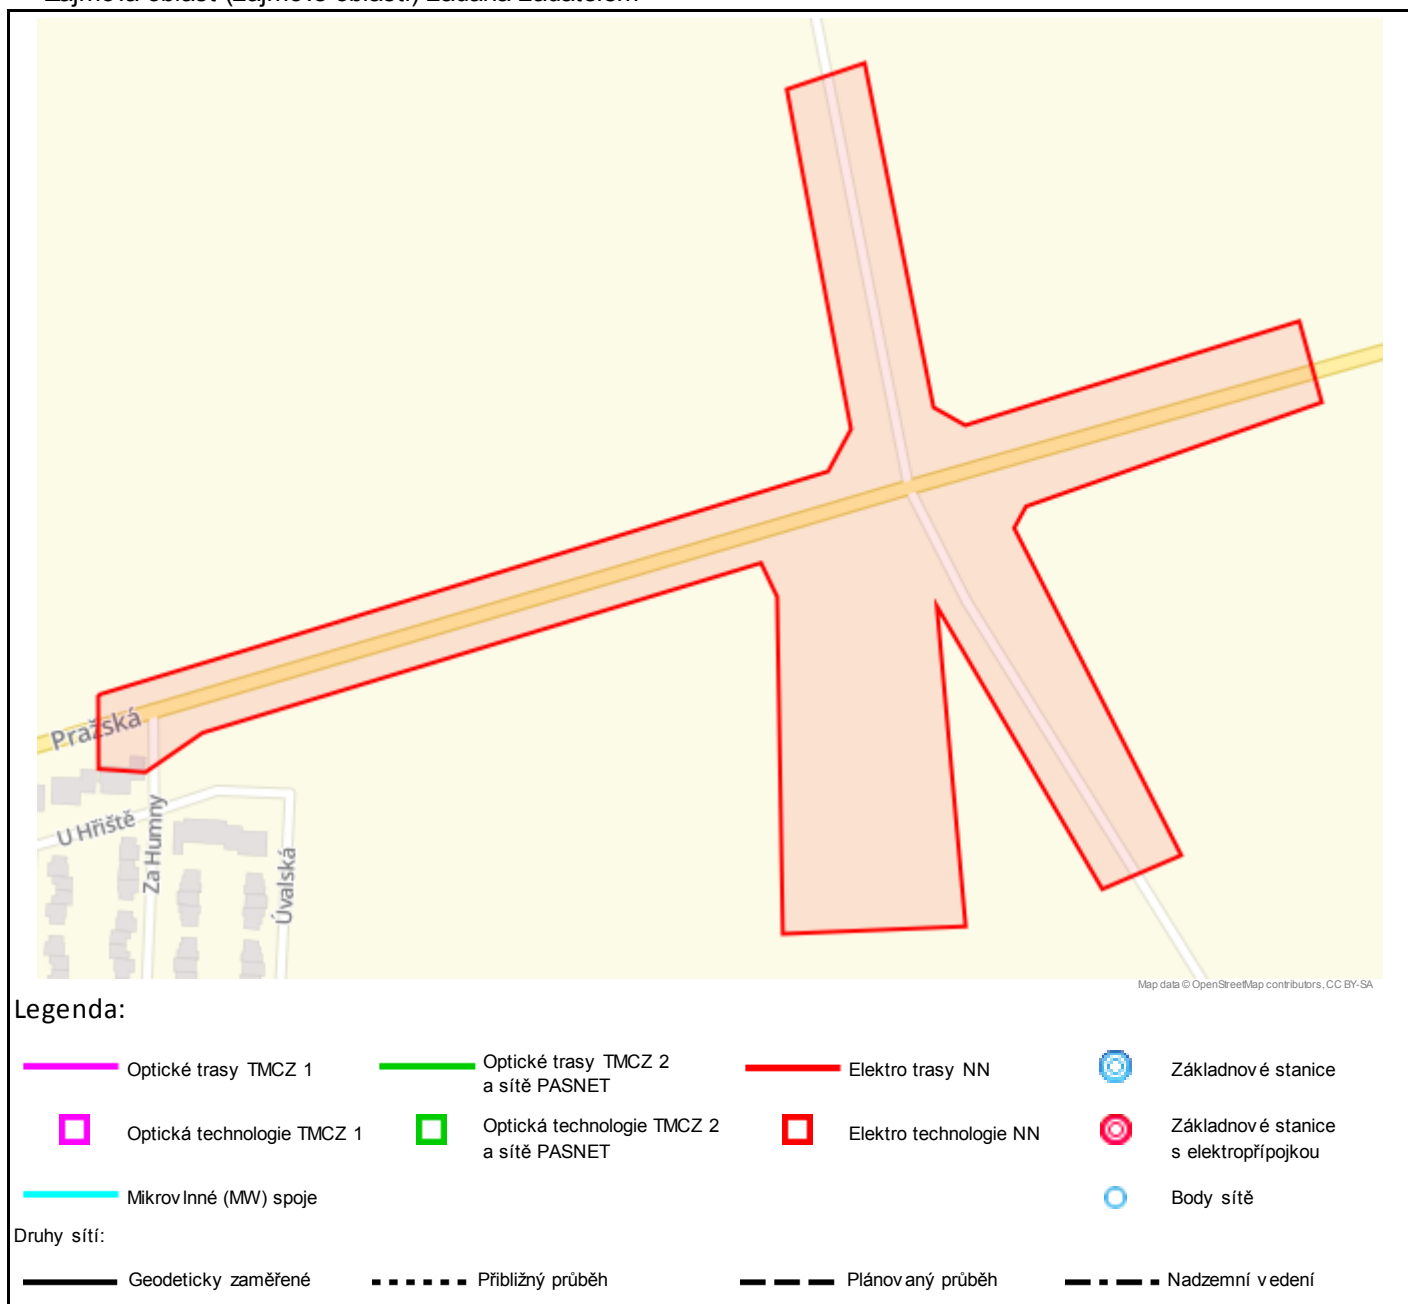 Pražská
U Hřiště
Za Humny
Úvalská
Map data © OpenStreetMap contributors, CC BY-SA
Legenda:
Optické trasy TMCZ 1
Optické trasy TMCZ 2
a sítě PASNET
Elektro trasy NN
Základnové stanice
Optická technologie TMCZ 1
Optická technologie TMCZ 2
a sítě PASNET
Elektro technologie NN
Základnové stanice
s elektropřípojkou
Mikrovlnné (MW) spoje
Body sítě
Druhy sítí:
Geodeticky zaměřené
Přibližný průběh
Plánovaný průběh
Nadzemní vedení